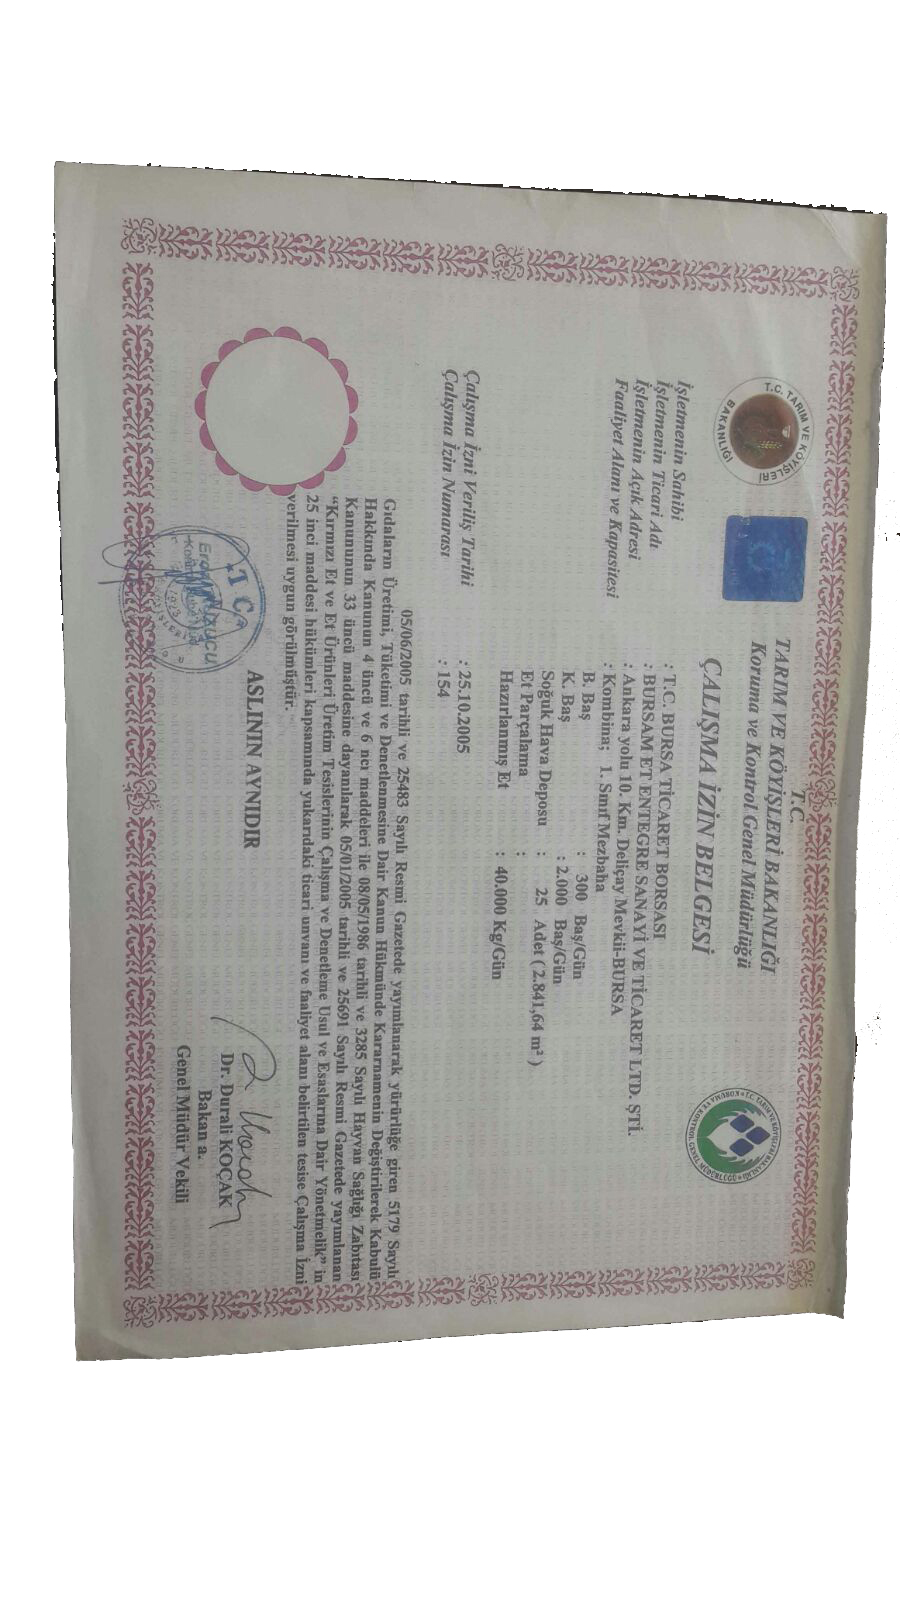 T.C.
TARIM VE KÖYİŞLERİ BAKANLIĞI
Koruma ve Kontrol Genel Müdürlüğü
ÇALIŞMA İZİN BELGESİ
T.C. TARIM VE KÖYİŞLERİ BAKANLIĞI
İşletmenin Sahibi : T.C. BURSA TİCARET BORSASI
İşletmenin Ticari Adı : BURSAM ET ENTEGRE SANAYİ VE TİCARET LTD. ŞTİ.
İşletmenin Açık Adresi : Ankara yolu 10. Km. Deliçay Mevkii-BURSA
Faaliyet Alanı ve Kapasitesi : Kombina; 1. Sınıf Mezbaha
B. Baş : 300 Baş/Gün
K. Baş : 2.000 Baş/Gün
Soğuk Hava Deposu : 25 Adet ( 2.841,64 m² )
Et Parçalama :
Hazırlanmış Et : 40.000 Kg/Gün
Çalışma İzni Veriliş Tarihi : 25.10.2005
Çalışma İzin Numarası : 154
05/06/2005 tarihli ve 25483 Sayılı Resmi Gazetede yayımlanarak yürürlüğe giren 5179 Sayılı
Gıdaların Üretimi, Tüketimi ve Denetlenmesine Dair Kanun Hükmünde Kararnamenin Değiştirilerek Kabulü
Hakkında Kanunun 4 üncü ve 6 ncı maddeleri ile 08/05/1986 tarihli ve 3285 Sayılı Hayvan Sağlığı Zabıtası
Kanununun 33 üncü maddesine dayanılarak 05/01/2005 tarihli ve 25691 Sayılı Resmi Gazetede yayımlanan
“Kırmızı Et ve Et Ürünleri Üretim Tesislerinin Çalışma ve Denetleme Usul ve Esaslarına Dair Yönetmelik” in
25 inci maddesi hükümleri kapsamında yukarıdaki ticari unvanı ve faaliyet alanı belirtilen tesise Çalışma İzni
verilmesi uygun görülmüştür.
ASLININ AYNIDIR
T.C.
Dr. Durali KOÇAK
Bakan a.
Genel Müdür Vekili